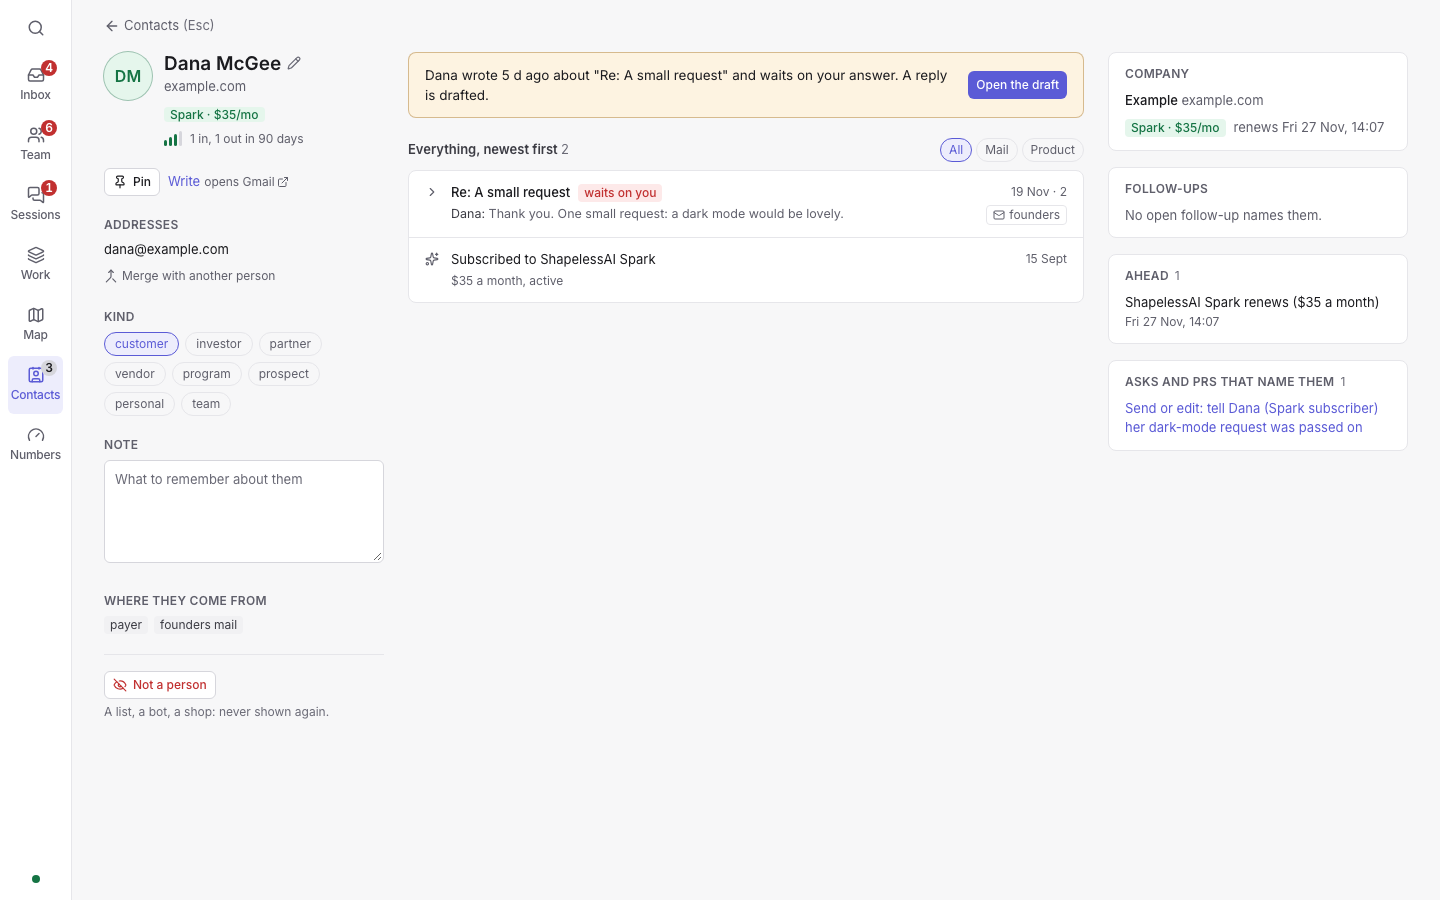 4
Inbox
6
Team
1
Sessions
Work
Map
3
Contacts
Numbers
Contacts (Esc)
DM
Dana McGee
example.com
Spark · $35/mo
1 in, 1 out in 90 days
Pin
Write opens Gmail
ADDRESSES
dana@example.com
Merge with another person
KIND
customer investor partner
vendor program prospect
personal team
NOTE
What to remember about them
WHERE THEY COME FROM
payer founders mail
Not a person
A list, a bot, a shop: never shown again.
Dana wrote 5 d ago about "Re: A small request" and waits on your answer. A reply
is drafted.
Open the draft
Everything, newest first 2
All Mail Product
Re: A small request waits on you 19 Nov · 2
Dana: Thank you. One small request: a dark mode would be lovely. founders
Subscribed to ShapelessAI Spark 15 Sept
$35 a month, active
COMPANY
Example example.com
Spark · $35/mo renews Fri 27 Nov, 14:07
FOLLOW-UPS
No open follow-up names them.
AHEAD 1
ShapelessAI Spark renews ($35 a month)
Fri 27 Nov, 14:07
ASKS AND PRS THAT NAME THEM 1
Send or edit: tell Dana (Spark subscriber)
her dark-mode request was passed on